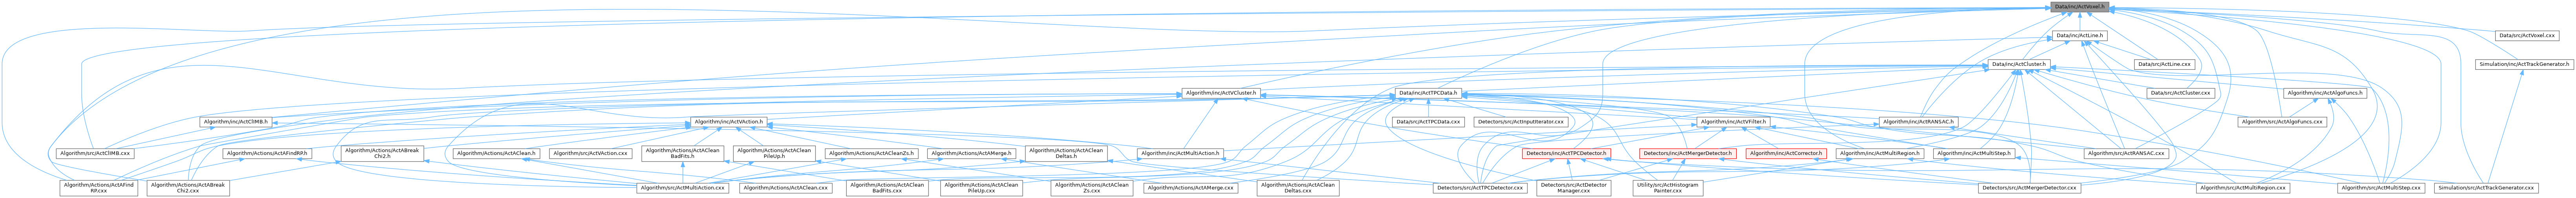 Data/inc/ActVoxel.h
Data/inc/ActLine.h
Data/src/ActVoxel.cxx
Data/inc/ActCluster.h
Data/src/ActLine.cxx
Simulation/inc/ActTrackGenerator.h
Algorithm/inc/ActVCluster.h
Data/inc/ActTPCData.h
Data/src/ActCluster.cxx
Algorithm/inc/ActAlgoFuncs.h
Algorithm/inc/ActCliMB.h
Algorithm/inc/ActVAction.h
Data/src/ActTPCData.cxx
Detectors/src/ActInputIterator.cxx
Algorithm/inc/ActVFilter.h
Algorithm/inc/ActRANSAC.h
Algorithm/src/ActAlgoFuncs.cxx
Algorithm/src/ActCliMB.cxx
Algorithm/Actions/ActAFindRP.h
Algorithm/Actions/ActABreak
Chi2.h
Algorithm/Actions/ActAClean.h
Algorithm/src/ActVAction.cxx
Algorithm/Actions/ActAClean
BadFits.h
Algorithm/Actions/ActAClean
PileUp.h
Algorithm/Actions/ActACleanZs.h
Algorithm/Actions/ActAMerge.h
Algorithm/Actions/ActAClean
Deltas.h
Algorithm/inc/ActMultiAction.h
Detectors/inc/ActTPCDetector.h
Detectors/inc/ActMergerDetector.h
Algorithm/inc/ActCorrector.h
Algorithm/inc/ActMultiRegion.h
Algorithm/inc/ActMultiStep.h
Algorithm/src/ActRANSAC.cxx
Algorithm/Actions/ActAFind
RP.cxx
Algorithm/Actions/ActABreak
Chi2.cxx
Algorithm/src/ActMultiAction.cxx
Algorithm/Actions/ActAClean.cxx
Algorithm/Actions/ActAClean
BadFits.cxx
Algorithm/Actions/ActAClean
PileUp.cxx
Algorithm/Actions/ActAClean
Zs.cxx
Algorithm/Actions/ActAMerge.cxx
Algorithm/Actions/ActAClean
Deltas.cxx
Detectors/src/ActTPCDetector.cxx
Detectors/src/ActDetector
Manager.cxx
Utility/src/ActHistogram
Painter.cxx
Detectors/src/ActMergerDetector.cxx
Algorithm/src/ActMultiRegion.cxx
Algorithm/src/ActMultiStep.cxx
Simulation/src/ActTrackGenerator.cxx